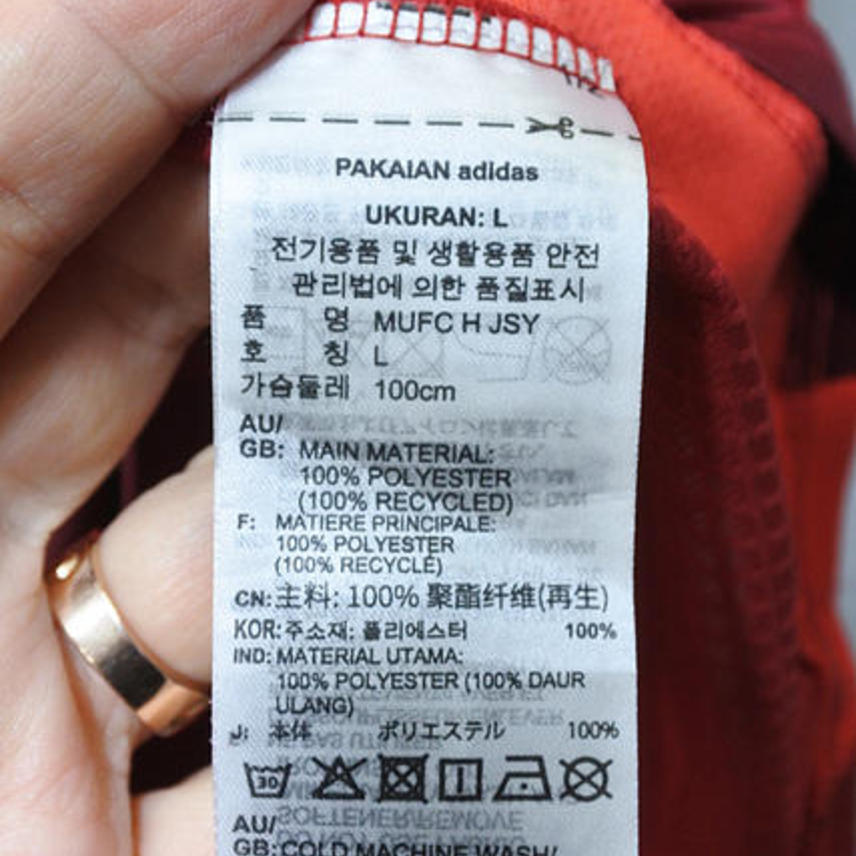 PAKAIAN adidas
UKURAN: L
전기용품 및 생활용품 안전
관리법에 의한 품질표시
품 명 MUFC H JSY
호 칭 L
가슴둘레 100cm
AU/
GB: MAIN MATERIAL:
100% POLYESTER
(100% RECYCLED)
F: MATIERE PRINCIPALE:
100% POLYESTER
(100% RECYCLÉ)
CN: 主料: 100% 聚酯纤维(再生)
KOR: 주소재: 폴리에스터 100%
IND: MATERIAL UTAMA:
100% POLYESTER (100% DAUR
ULANG)
J: 本体 ポリエステル 100%
30
AU/
GB: COLD MACHINE WASH/